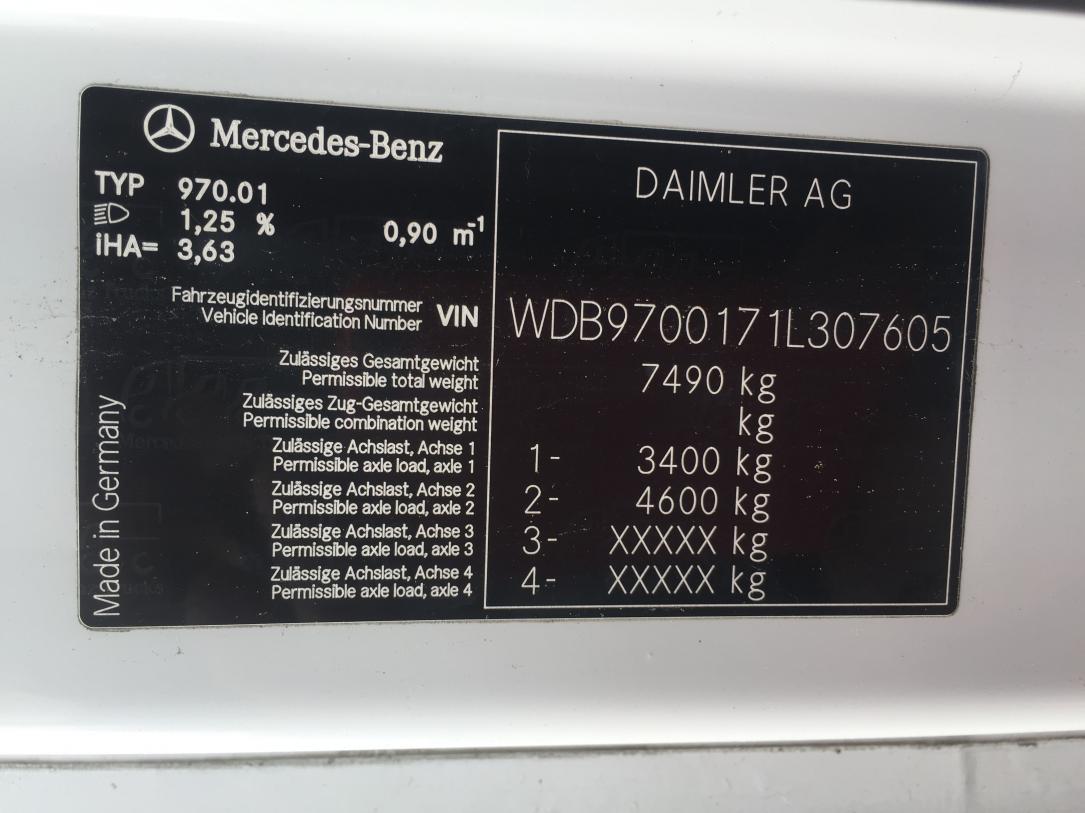 Mercedes-Benz
TYP 970.01
1,25 % 0,90 m⁻¹
iHA= 3,63
DAIMLER AG
Fahrzeugidentifizierungsnummer
Vehicle Identification Number VIN WDB9700171L307605
Zulässiges Gesamtgewicht
Permissible total weight 7490 kg
Zulässiges Zug-Gesamtgewicht
Permissible combination weight kg
Zulässige Achslast, Achse 1
Permissible axle load, axle 1 1- 3400 kg
Zulässige Achslast, Achse 2
Permissible axle load, axle 2 2- 4600 kg
Zulässige Achslast, Achse 3
Permissible axle load, axle 3 3- XXXXX kg
Zulässige Achslast, Achse 4
Permissible axle load, axle 4 4- XXXXX kg
Made in Germany